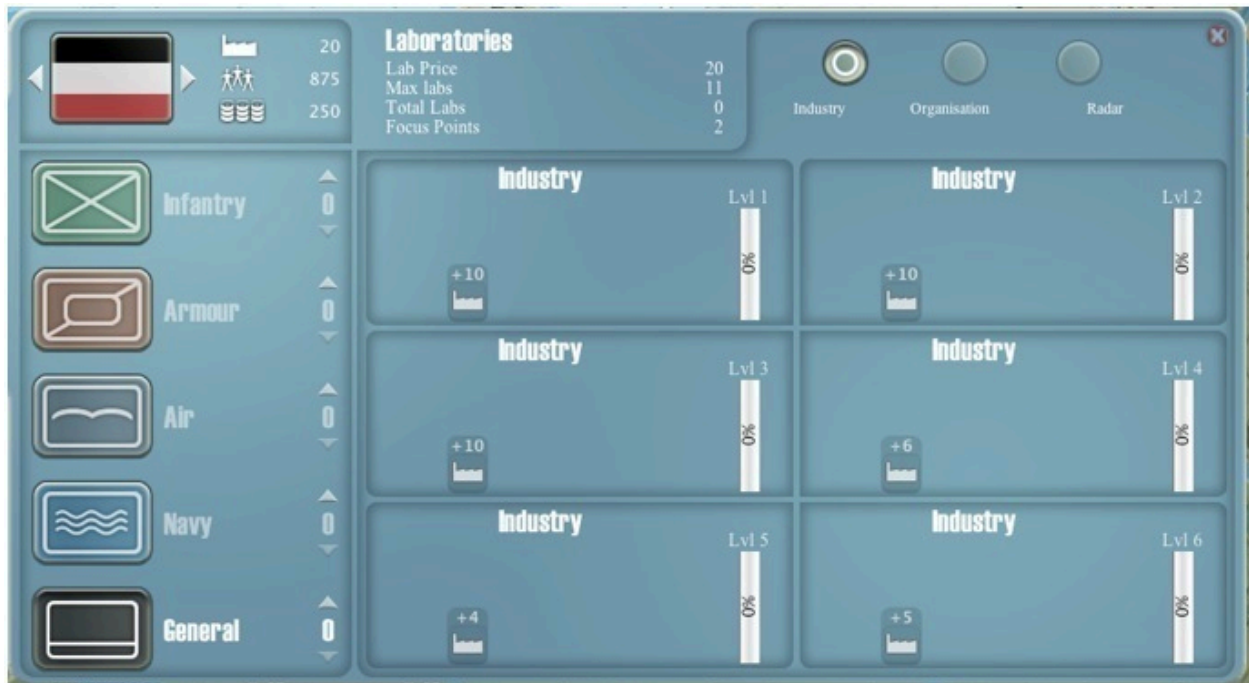 20
875
250
Laboratories
Lab Price 20
Max labs 11
Total Labs 0
Focus Points 2
Industry Organisation Radar
Infantry 0
Armour 0
Air 0
Navy 0
General 0
Industry
Lvl 1
0%
+10
Industry
Lvl 2
0%
+10
Industry
Lvl 3
0%
+10
Industry
Lvl 4
0%
+6
Industry
Lvl 5
0%
+4
Industry
Lvl 6
0%
+5